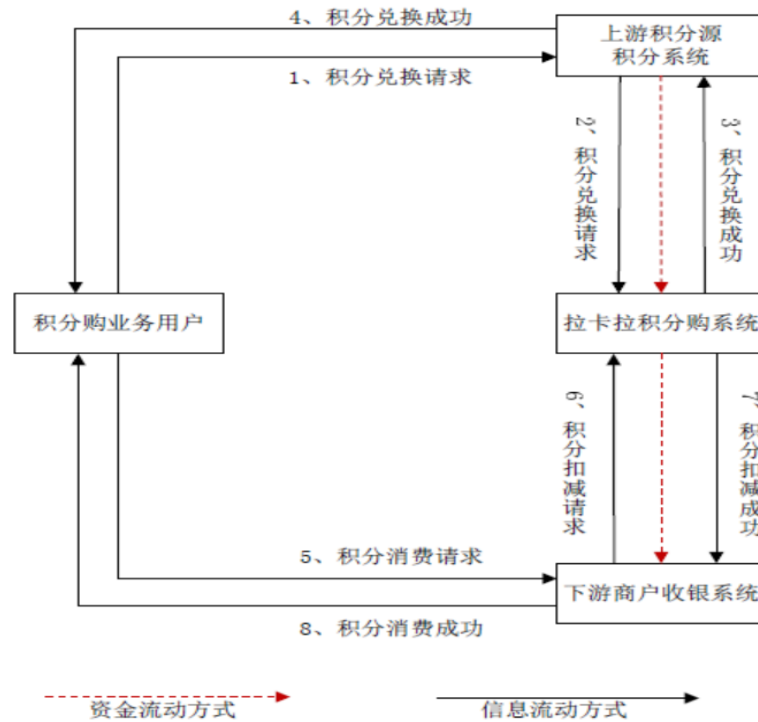 4、积分兑换成功
上游积分源
积分系统
1、积分兑换请求
2、积分兑换请求
3、积分兑换成功
积分购业务用户
拉卡拉积分购系统
6、积分扣减请求
7、积分扣减成功
5、积分消费请求
下游商户收银系统
8、积分消费成功
资金流动方式
信息流动方式